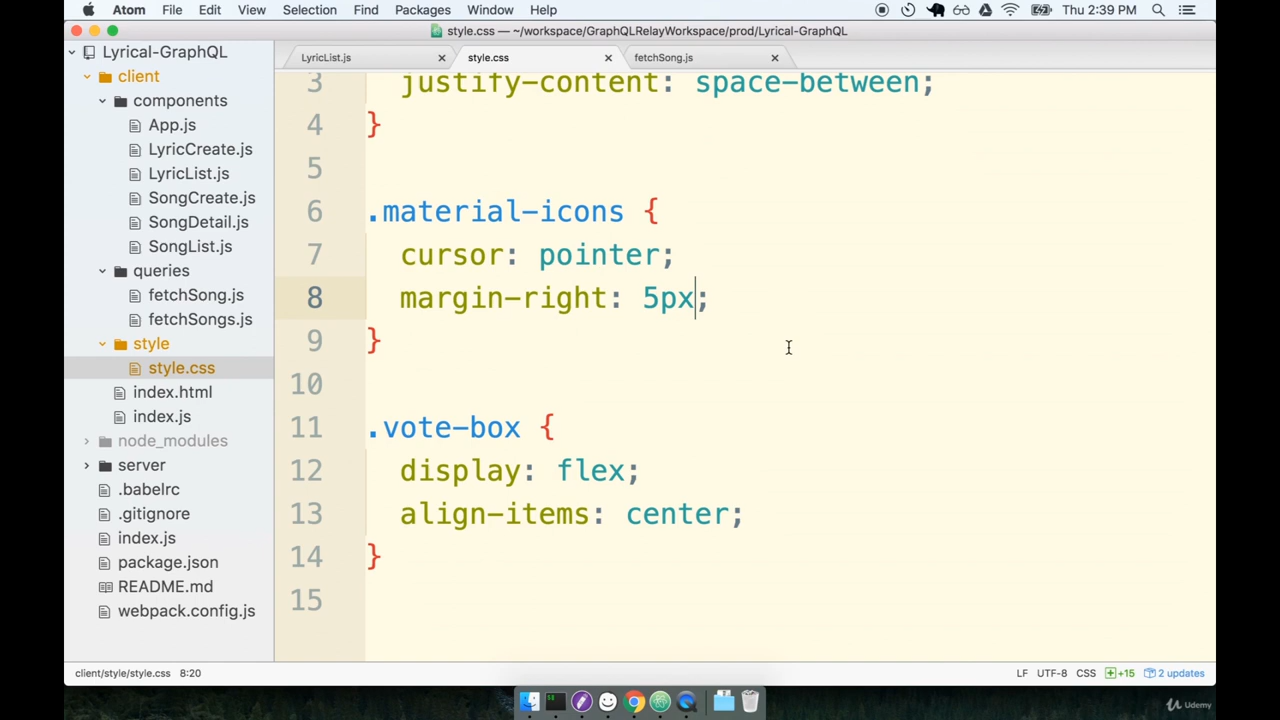 Atom File Edit View Selection Find Packages Window Help Thu 2:39 PM
style.css — ~/workspace/GraphQLRelayWorkspace/prod/Lyrical-GraphQL
Lyrical-GraphQL
client
components
App.js
LyricCreate.js
LyricList.js
SongCreate.js
SongDetail.js
SongList.js
queries
fetchSong.js
fetchSongs.js
style
style.css
index.html
index.js
node_modules
server
.babelrc
.gitignore
index.js
package.json
README.md
webpack.config.js
LyricList.js style.css fetchSong.js
3 justify-content: space-between;
4 }
5
6 .material-icons {
7 cursor: pointer;
8 margin-right: 5px;
9 }
10
11 .vote-box {
12 display: flex;
13 align-items: center;
14 }
15
client/style/style.css 8:20 LF UTF-8 CSS +15 2 updates
Udemy